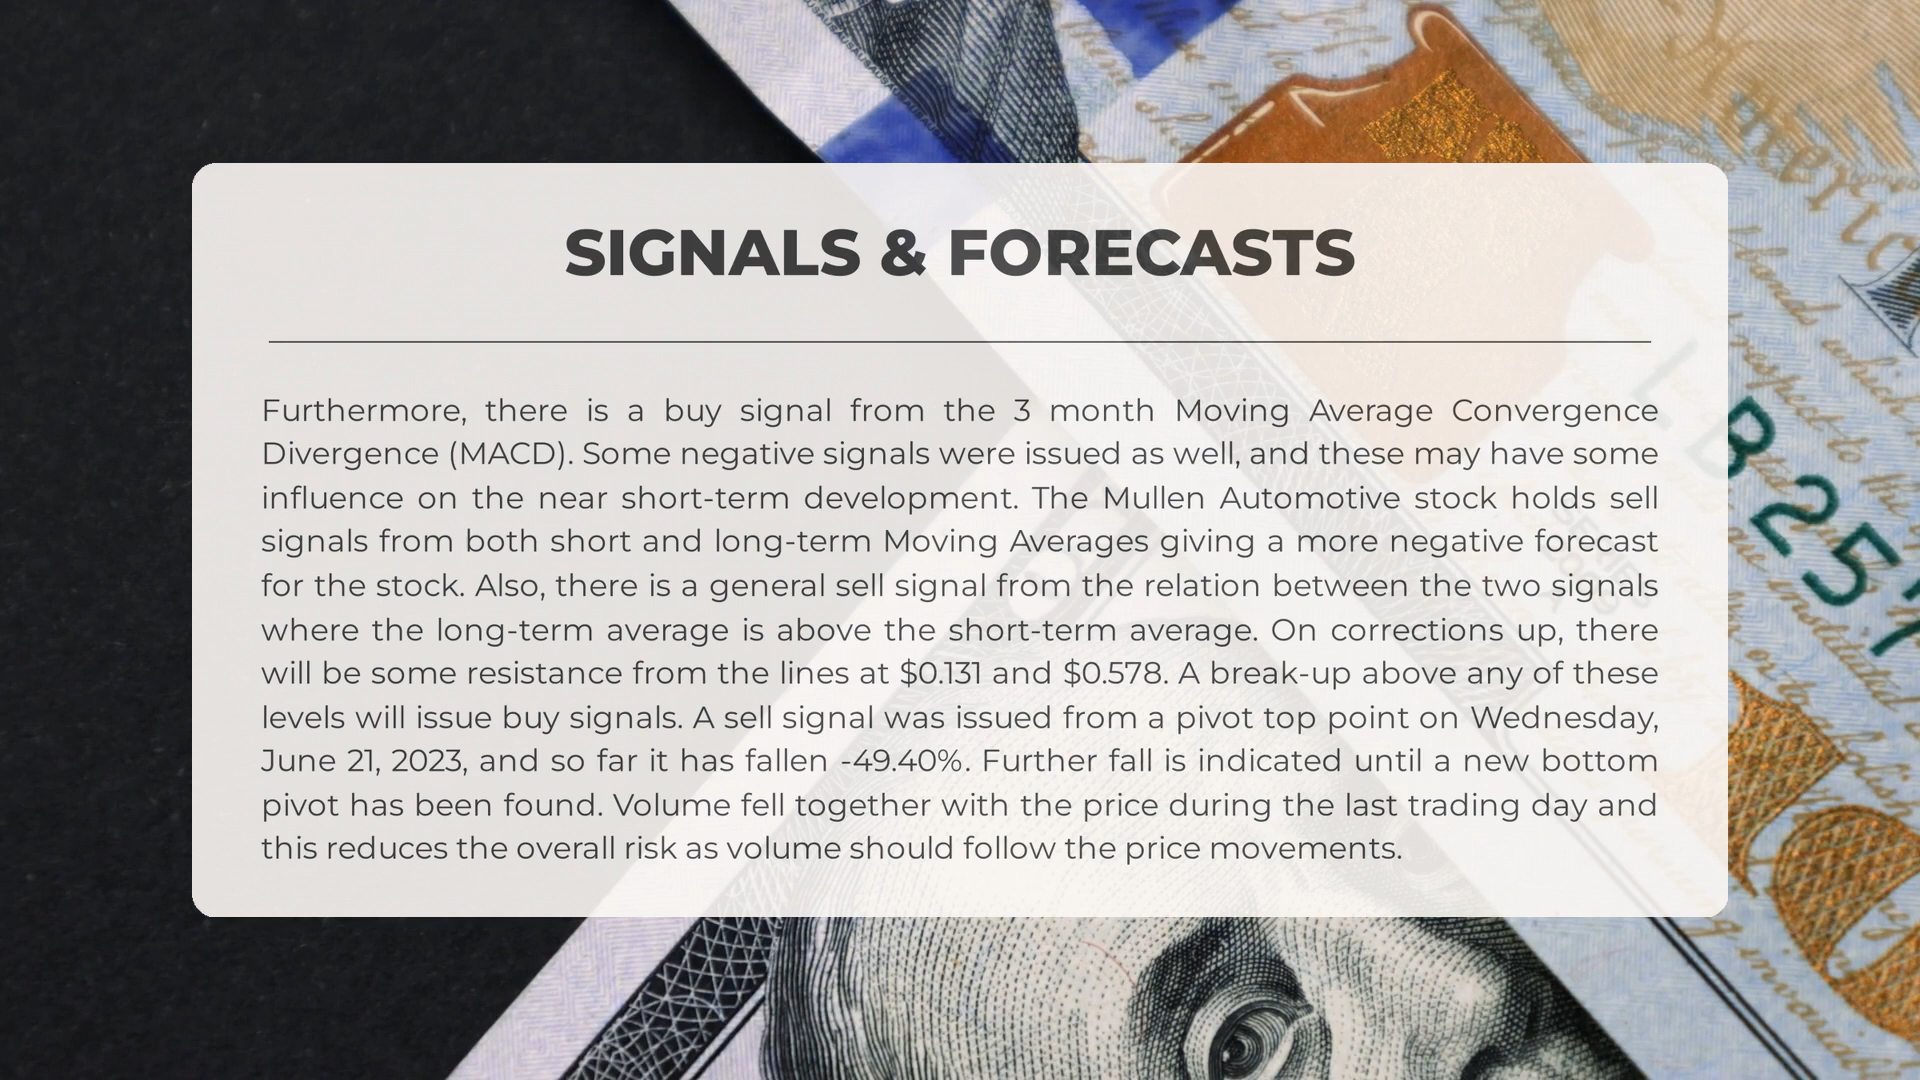 SIGNALS & FORECASTS
Furthermore, there is a buy signal from the 3 month Moving Average Convergence
Divergence (MACD). Some negative signals were issued as well, and these may have some
influence on the near short-term development. The Mullen Automotive stock holds sell
signals from both short and long-term Moving Averages giving a more negative forecast
for the stock. Also, there is a general sell signal from the relation between the two signals
where the long-term average is above the short-term average. On corrections up, there
will be some resistance from the lines at $0.131 and $0.578. A break-up above any of these
levels will issue buy signals. A sell signal was issued from a pivot top point on Wednesday,
June 21, 2023, and so far it has fallen -49.40%. Further fall is indicated until a new bottom
pivot has been found. Volume fell together with the price during the last trading day and
this reduces the overall risk as volume should follow the price movements.